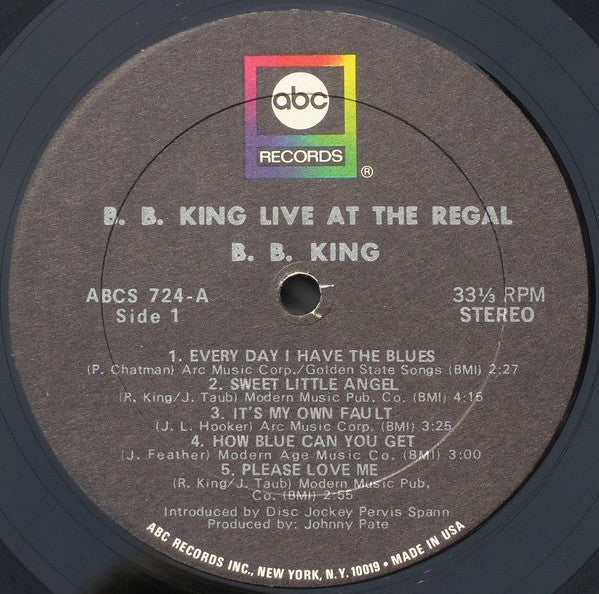 abc
RECORDS
®
B. B. KING LIVE AT THE REGAL
B. B. KING
ABCS 724-A
Side 1
33⅓ RPM
STEREO
1. EVERY DAY I HAVE THE BLUES
(P. Chatman) Arc Music Corp./Golden State Songs (BMI) 2:27
2. SWEET LITTLE ANGEL
(R. King/J. Taub) Modern Music Pub. Co. (BMI) 4:15
3. IT'S MY OWN FAULT
(J. L. Hooker) Arc Music Corp. (BMI) 3:25
4. HOW BLUE CAN YOU GET
(J. Feather) Modern Age Music Co. (BMI) 3:00
5. PLEASE LOVE ME
(R. King/J. Taub) Modern Music Pub.
Co. (BMI) 2:55
Introduced by Disc Jockey Pervis Spann
Produced by: Johnny Pate
ABC RECORDS INC., NEW YORK, N.Y. 10019 • MADE IN USA